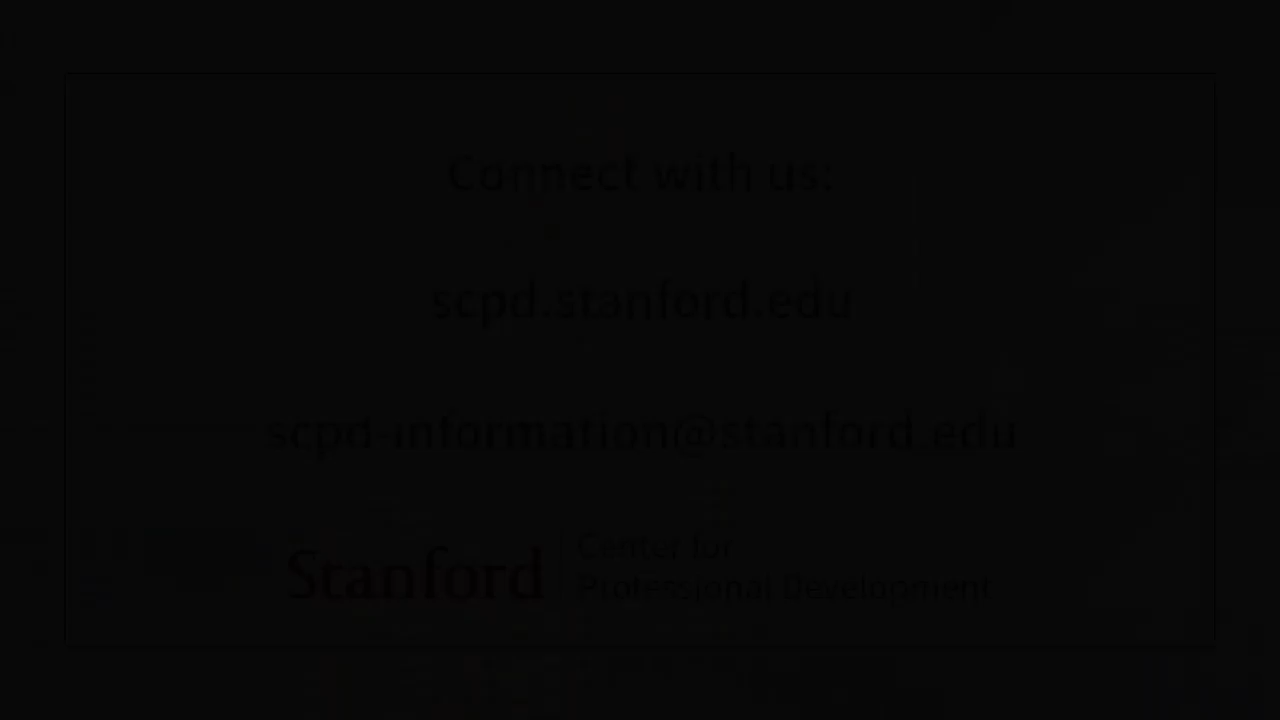 Connect with us:
scpd.stanford.edu
scpd-information@stanford.edu
Stanford
Center for
Professional Development